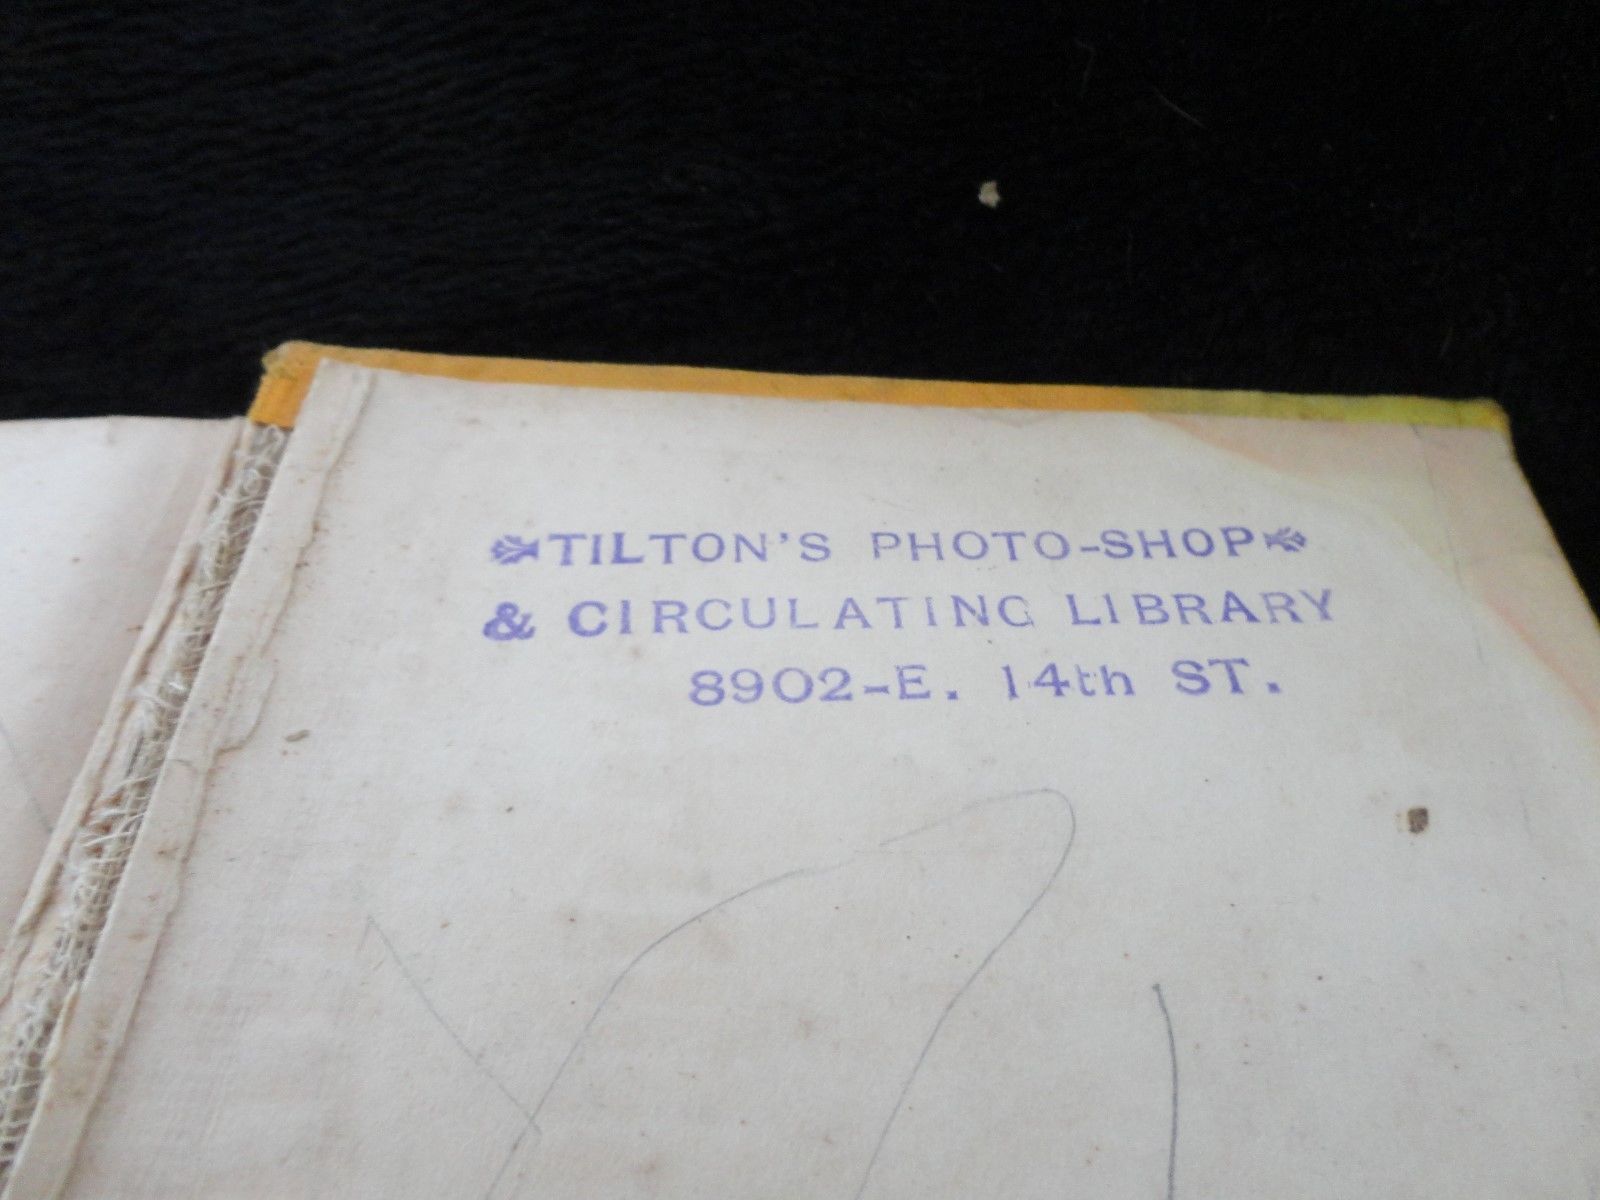 TILTON'S PHOTO-SHOP
& CIRCULATING LIBRARY
8902-E. 14th ST.